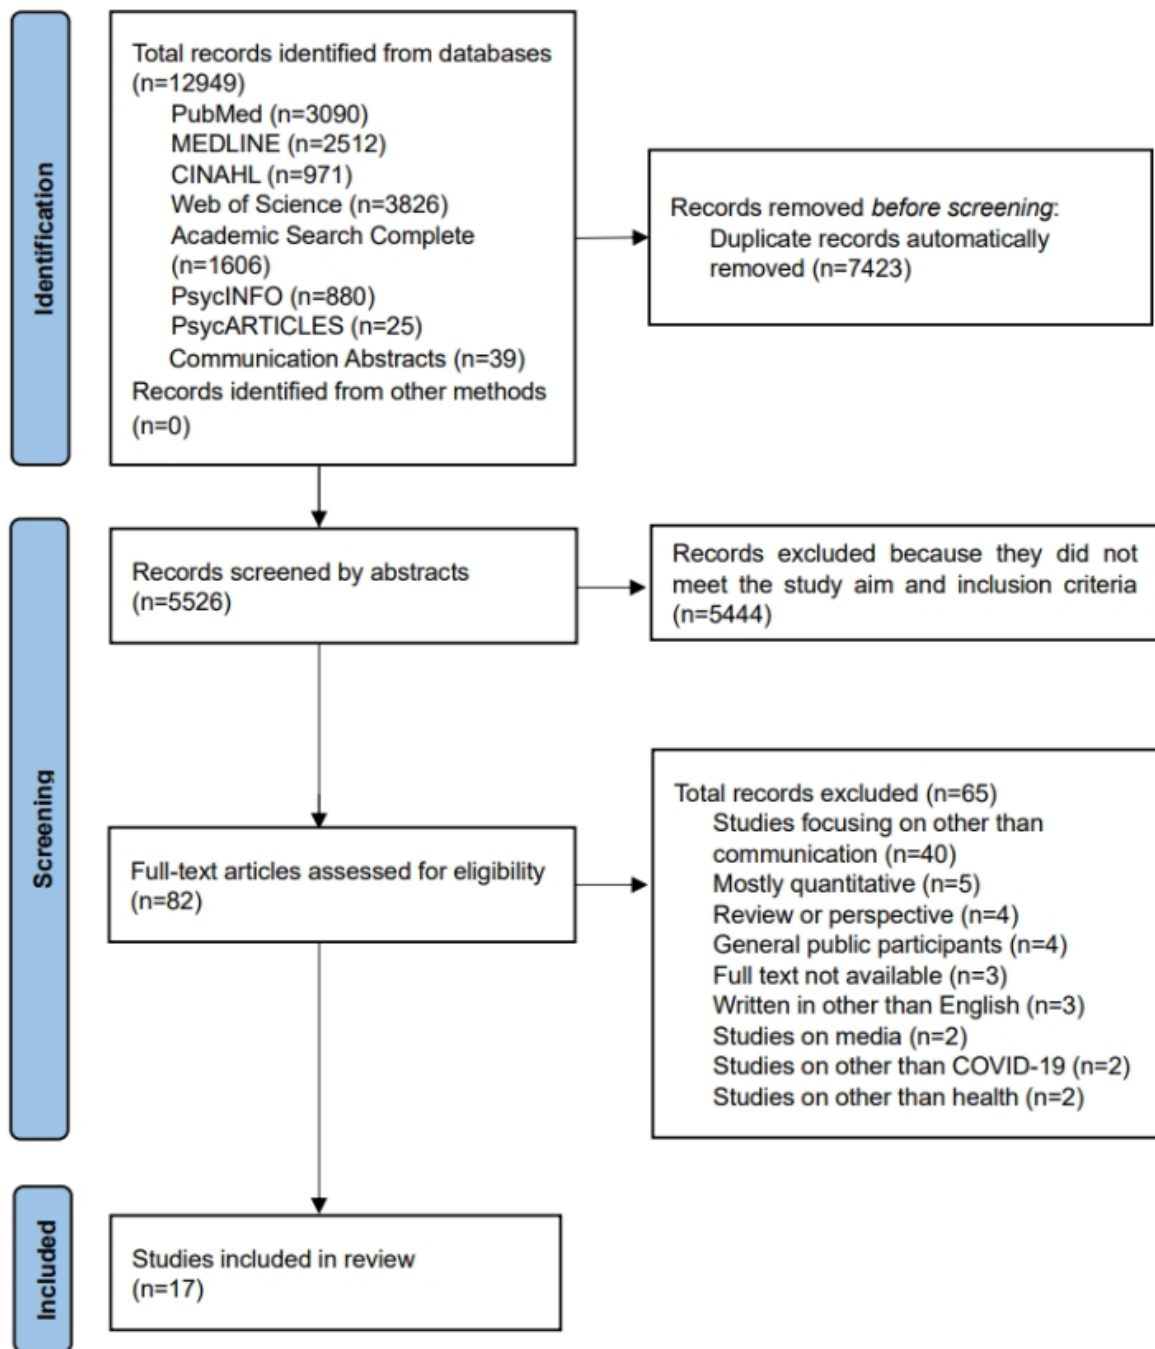 Identification
Total records identified from databases
(n=12949)
PubMed (n=3090)
MEDLINE (n=2512)
CINAHL (n=971)
Web of Science (n=3826)
Academic Search Complete
(n=1606)
PsycINFO (n=880)
PsycARTICLES (n=25)
Communication Abstracts (n=39)
Records identified from other methods
(n=0)
Records removed before screening:
Duplicate records automatically
removed (n=7423)
Screening
Records screened by abstracts
(n=5526)
Records excluded because they did not
meet the study aim and inclusion criteria
(n=5444)
Full-text articles assessed for eligibility
(n=82)
Total records excluded (n=65)
Studies focusing on other than
communication (n=40)
Mostly quantitative (n=5)
Review or perspective (n=4)
General public participants (n=4)
Full text not available (n=3)
Written in other than English (n=3)
Studies on media (n=2)
Studies on other than COVID-19 (n=2)
Studies on other than health (n=2)
Included
Studies included in review
(n=17)